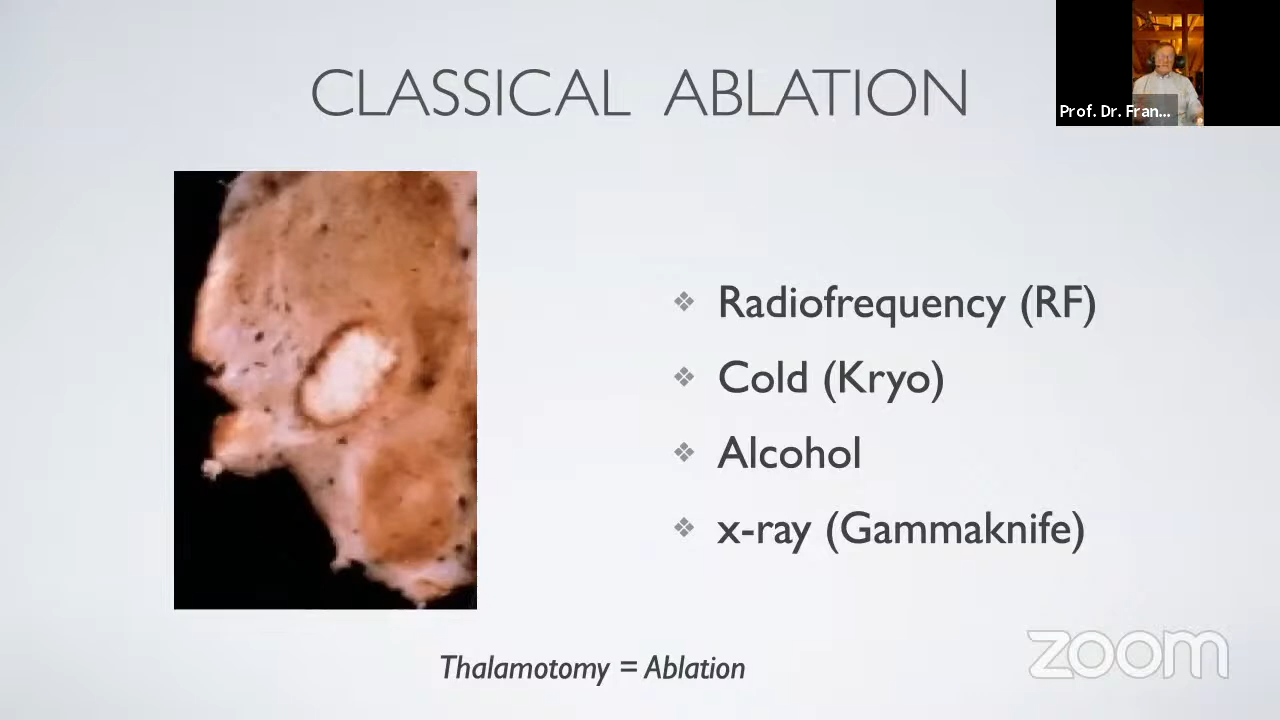 CLASSICAL ABLATION
Prof. Dr. Fran...
Radiofrequency (RF)
Cold (Kryo)
Alcohol
x-ray (Gammaknife)
Thalamotomy = Ablation
zoom